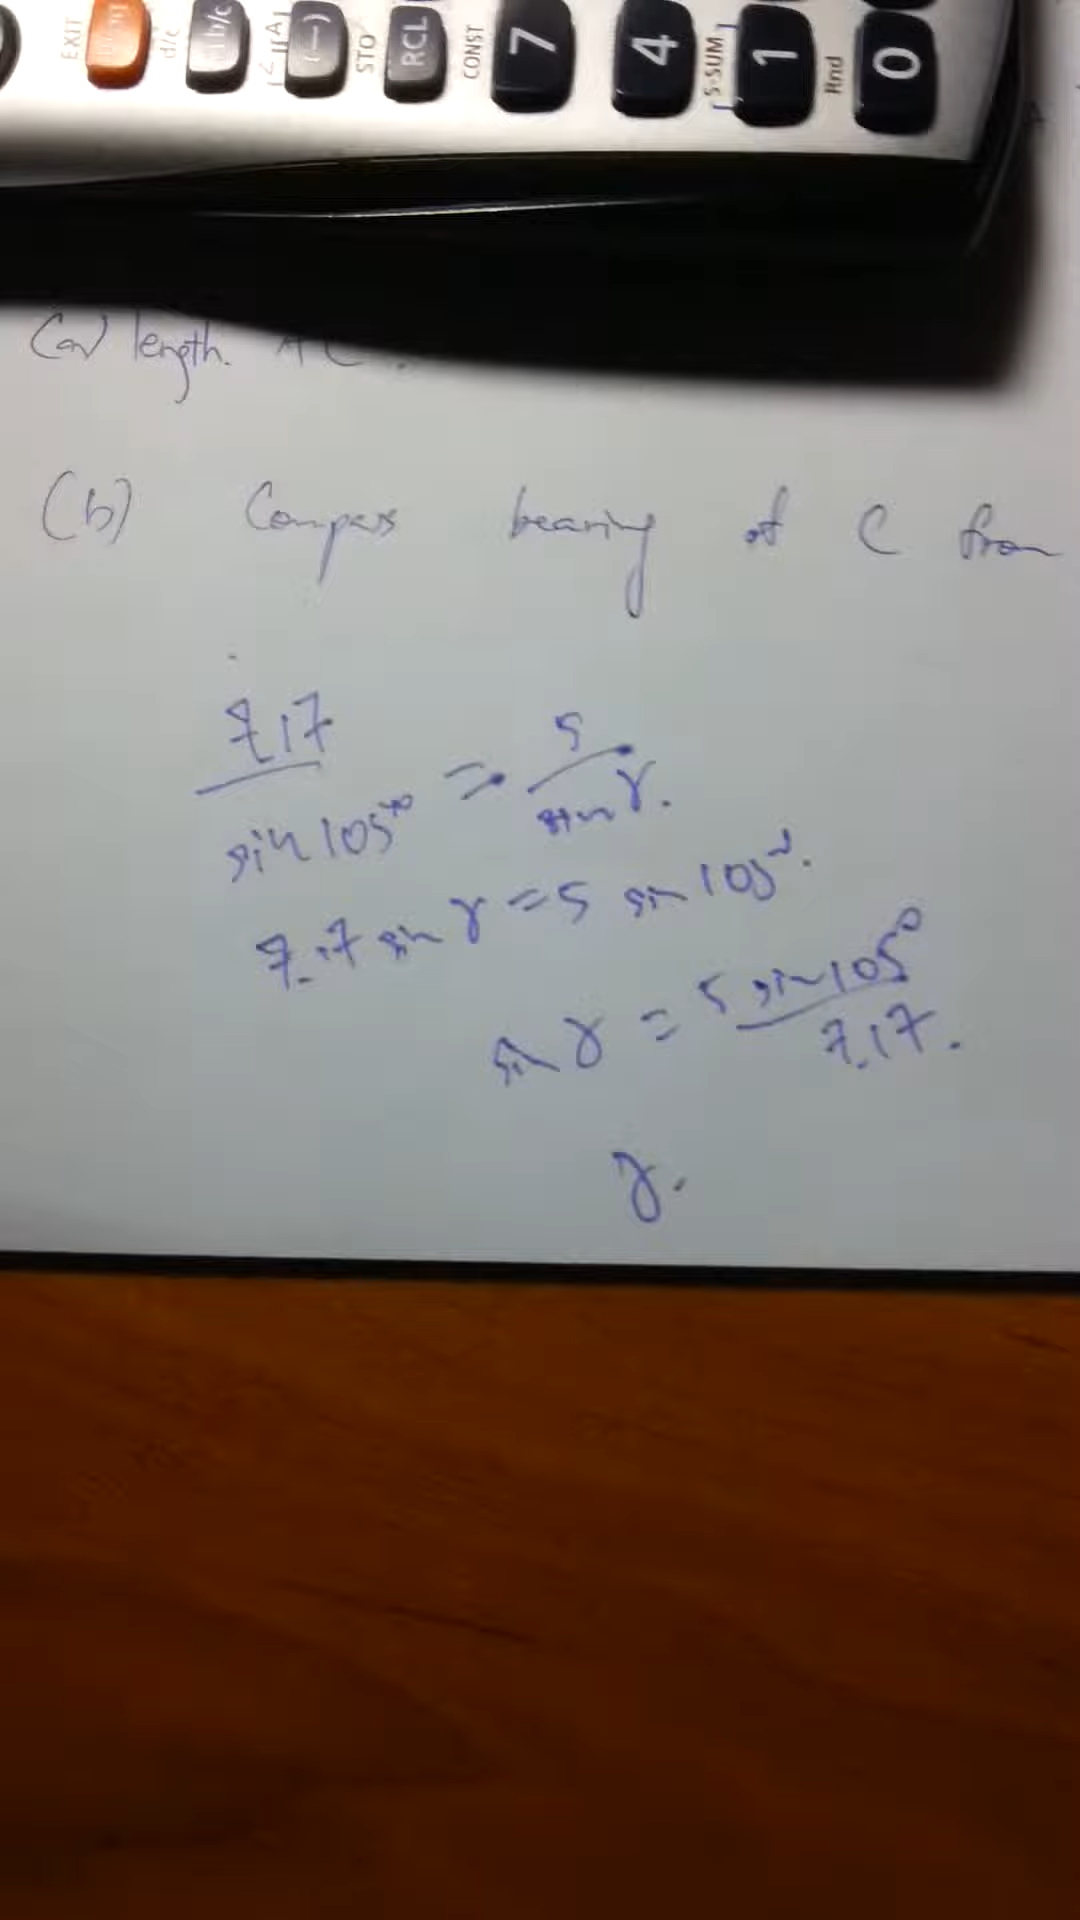 EXIT
d/c
STO
RCL
CONST
7
4
S-SUM
1
Rnd
0
(a) length. AC.
(b) Compass bearing of C from
7.17 / sin 105° = 5 / sin γ.
7.17 sin γ = 5 sin 105°.
sin γ = 5 sin 105° / 7.17.
γ.